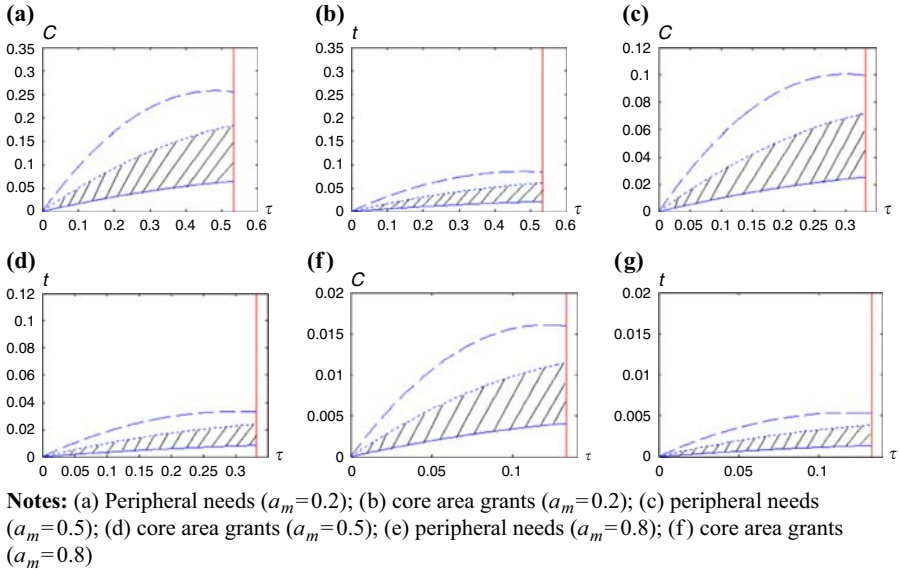 (a)
C
0.35
0.3
0.25
0.2
0.15
0.1
0.05
0
0 0.1 0.2 0.3 0.4 0.5 0.6
τ
(b)
t
0.35
0.3
0.25
0.2
0.15
0.1
0.05
0
0 0.1 0.2 0.3 0.4 0.5 0.6
τ
(c)
C
0.12
0.1
0.08
0.06
0.04
0.02
0
0 0.05 0.1 0.15 0.2 0.25 0.3
τ
(d)
t
0.12
0.1
0.08
0.06
0.04
0.02
0
0 0.05 0.1 0.15 0.2 0.25 0.3
τ
(f)
C
0.02
0.015
0.01
0.005
0
0.05 0.1
τ
(g)
t
0.02
0.015
0.01
0.005
0
0.05 0.1
τ
Notes: (a) Peripheral needs (a_m=0.2); (b) core area grants (a_m=0.2); (c) peripheral needs
(a_m=0.5); (d) core area grants (a_m=0.5); (e) peripheral needs (a_m=0.8); (f) core area grants
(a_m=0.8)